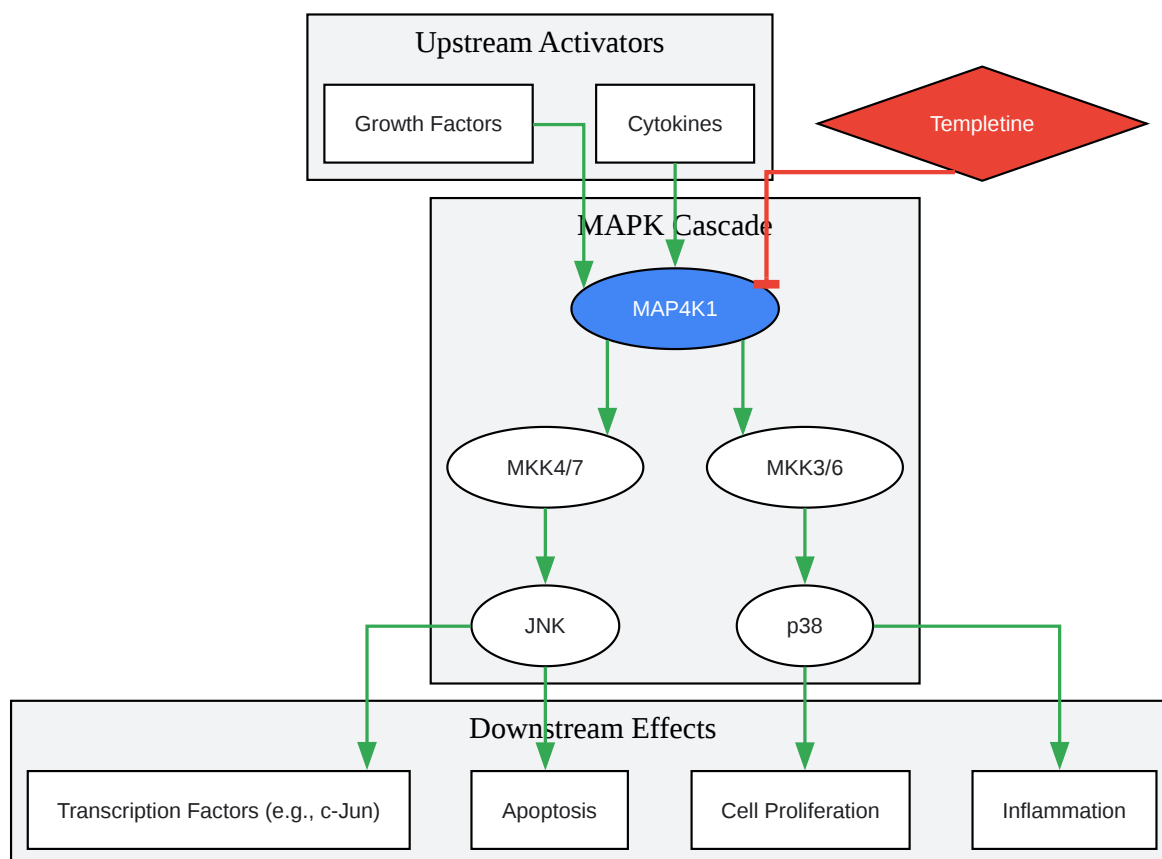 Upstream Activators
Growth Factors
Cytokines
Templetine
MAPK Cascade
MAP4K1
MKK4/7
MKK3/6
JNK
p38
Downstream Effects
Transcription Factors (e.g., c-Jun)
Apoptosis
Cell Proliferation
Inflammation